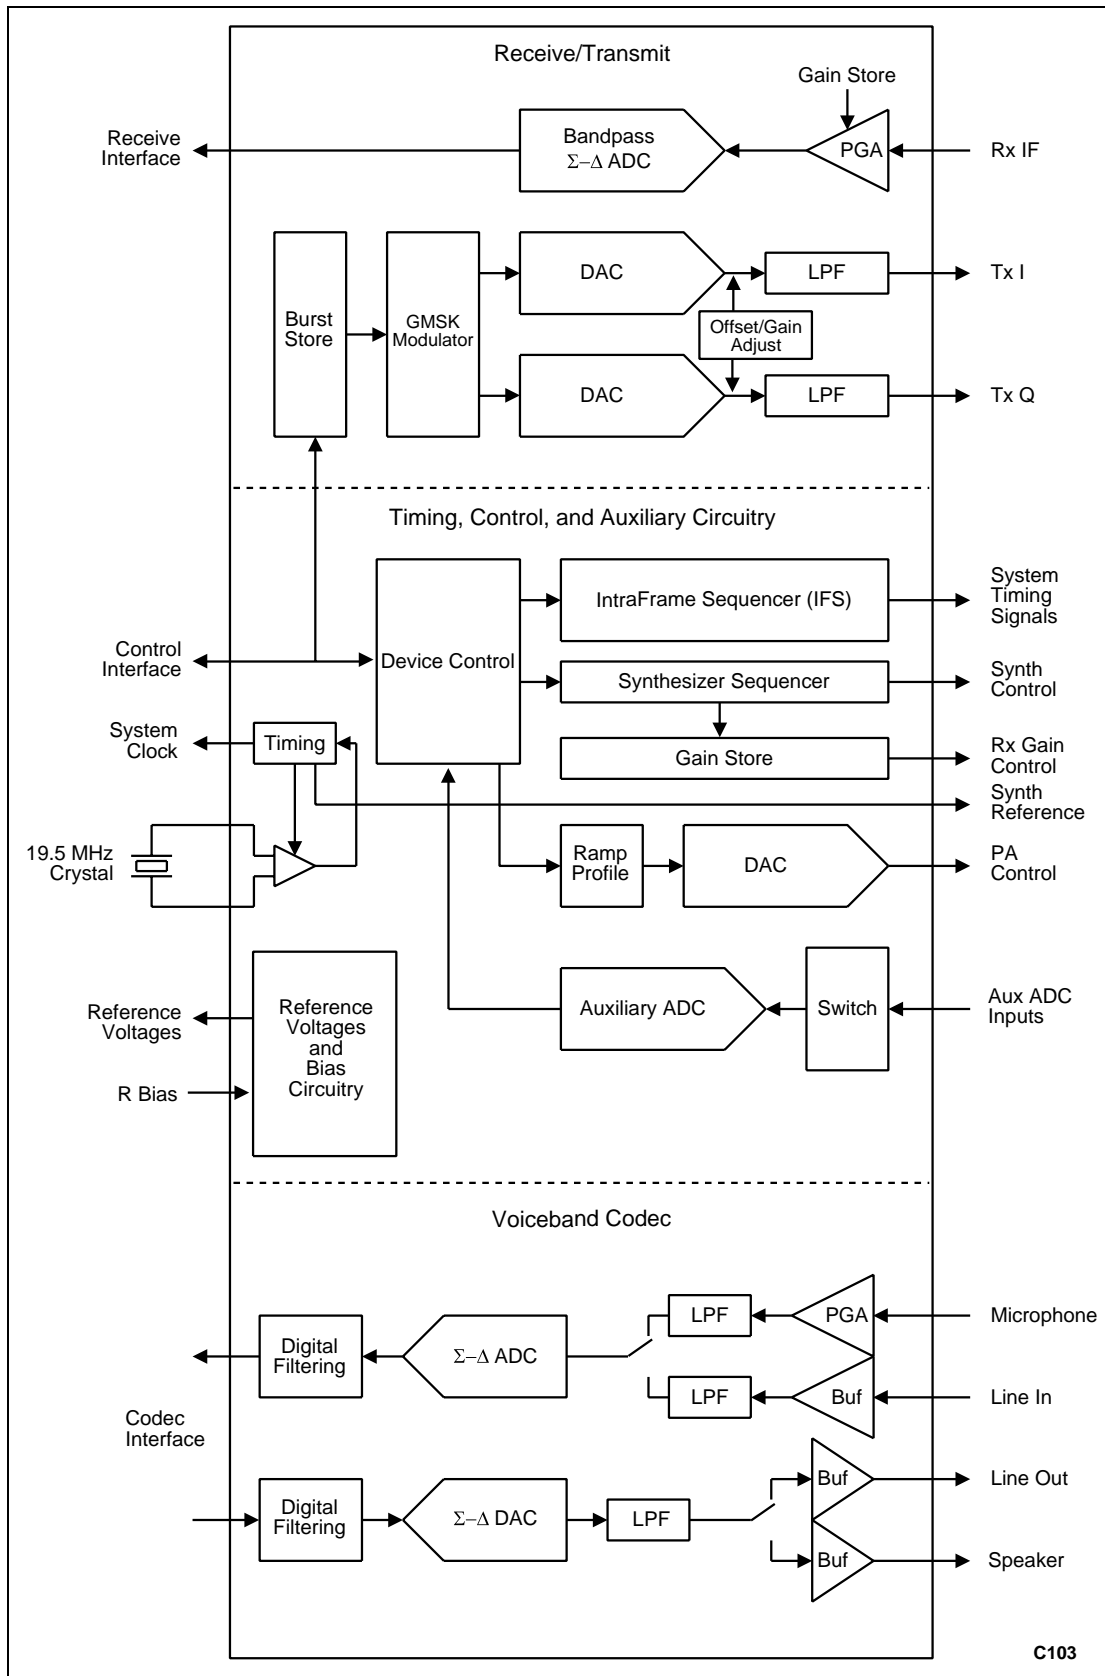 Receive/Transmit
Gain Store
Receive
Interface
Bandpass
Σ–Δ ADC
PGA
Rx IF
Burst
Store
GMSK
Modulator
DAC
LPF
Tx I
Offset/Gain
Adjust
DAC
LPF
Tx Q
Timing, Control, and Auxiliary Circuitry
Control
Interface
Device Control
IntraFrame Sequencer (IFS)
System
Timing
Signals
Synthesizer Sequencer
Synth
Control
System
Clock
Timing
Gain Store
Rx Gain
Control
Synth
Reference
19.5 MHz
Crystal
Ramp
Profile
DAC
PA
Control
Reference
Voltages
R Bias
Reference
Voltages
and
Bias
Circuitry
Auxiliary ADC
Switch
Aux ADC
Inputs
Voiceband Codec
Digital
Filtering
Σ–Δ ADC
LPF
PGA
Microphone
LPF
Buf
Line In
Codec
Interface
Digital
Filtering
Σ–Δ DAC
LPF
Buf
Line Out
Buf
Speaker
C103